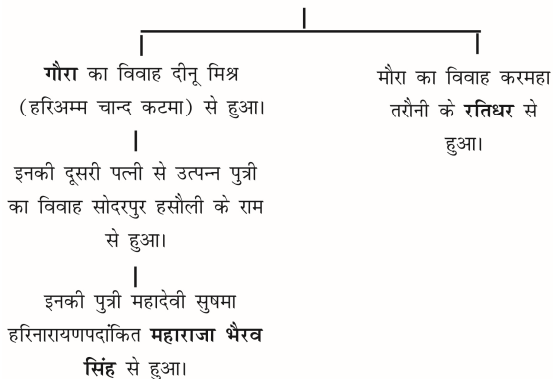 गौरा का विवाह दीनू मिश्र
(हरिअम्म चान्द कटमा) से हुआ।
मौरा का विवाह करमहा
तरौनी के रतिधर से
हुआ।
इनकी दूसरी पत्नी से उत्पन्न पुत्री
का विवाह सोदरपुर हसौली के राम
से हुआ।
इनकी पुत्री महादेवी सुषमा
हरिनारायणपदांकित महाराजा भैरव
सिंह से हुआ।